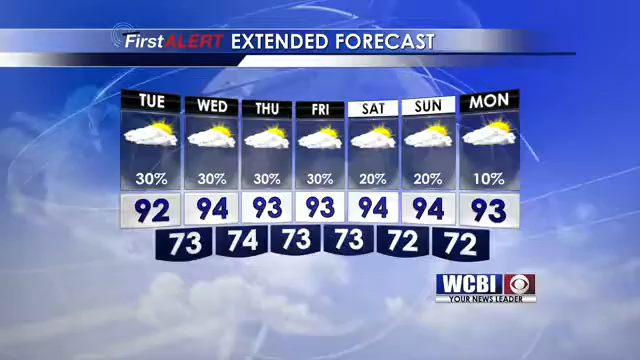 FirstALERT EXTENDED FORECAST
TUE WED THU FRI SAT SUN MON
30% 30% 30% 30% 20% 20% 10%
92 94 93 93 94 94 93
73 74 73 73 72 72
WCBI
YOUR NEWS LEADER